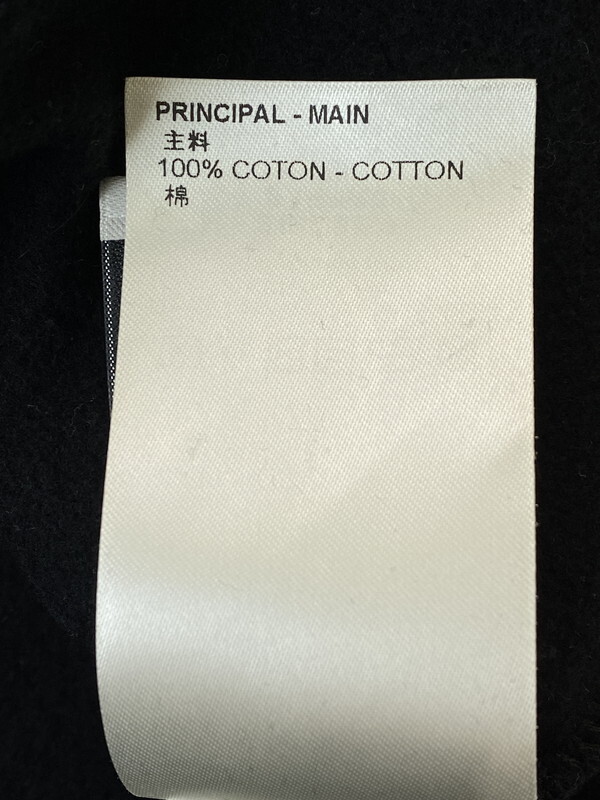 PRINCIPAL - MAIN
主料
100% COTON - COTTON
棉